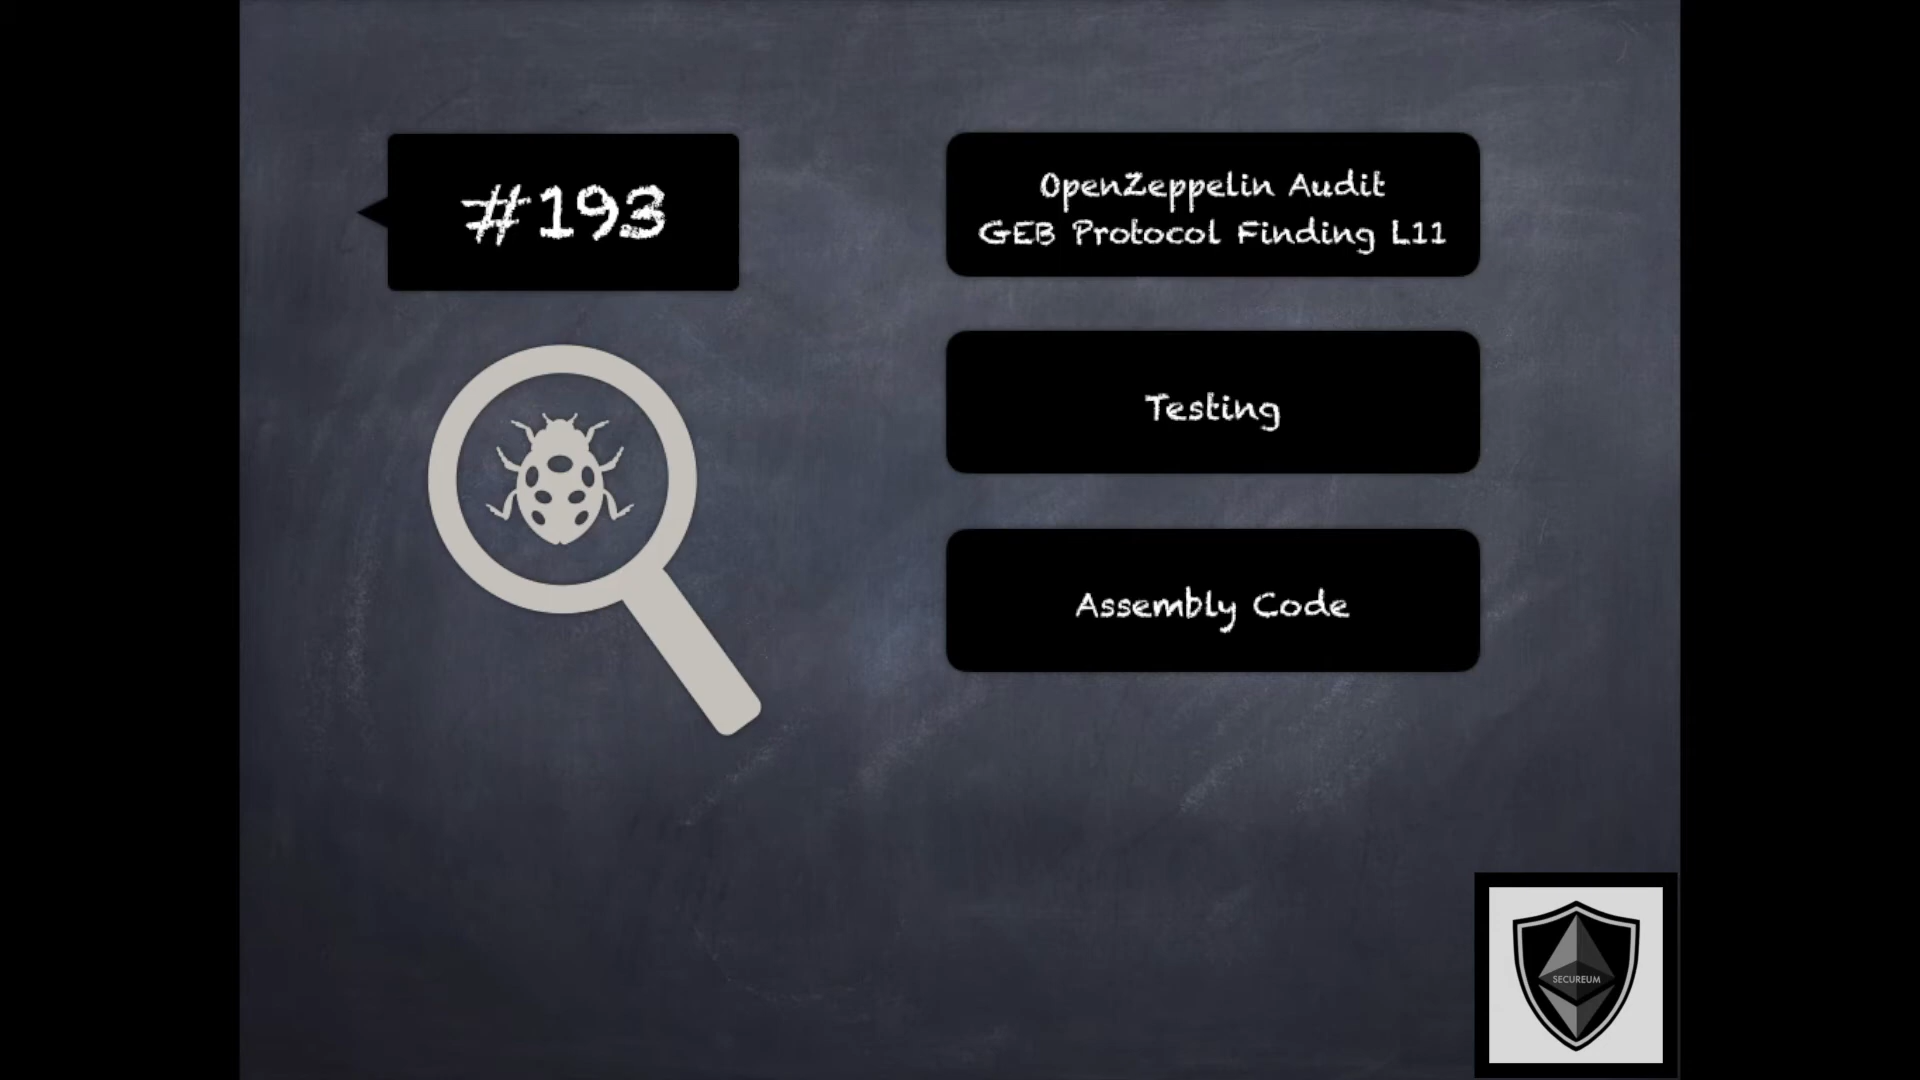 #193
OpenZeppelin Audit
GEB Protocol Finding L11
Testing
Assembly Code
SECUREUM